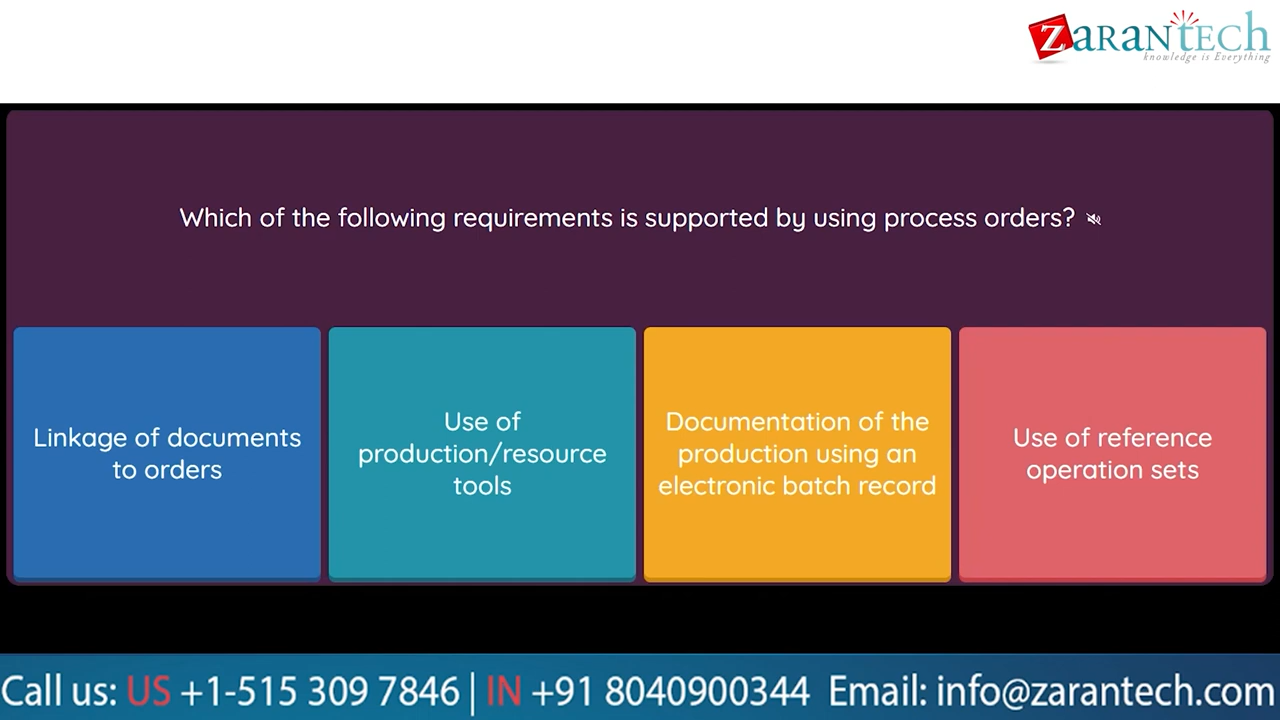 ZARANTECH
knowledge is Everything
Which of the following requirements is supported by using process orders?
Linkage of documents
to orders
Use of
production/resource
tools
Documentation of the
production using an
electronic batch record
Use of reference
operation sets
Call us: US +1-515 309 7846 | IN +91 8040900344 Email: info@zarantech.com